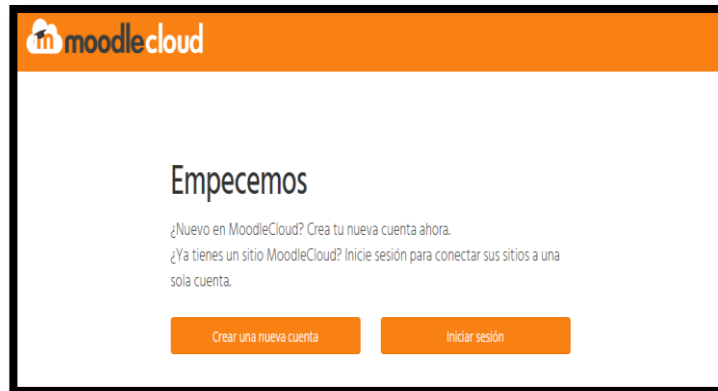 moodlecloud
Empecemos
¿Nuevo en MoodleCloud? Crea tu nueva cuenta ahora.
¿Ya tienes un sitio MoodleCloud? Inicie sesión para conectar sus sitios a una
sola cuenta.
Crear una nueva cuenta
Iniciar sesión